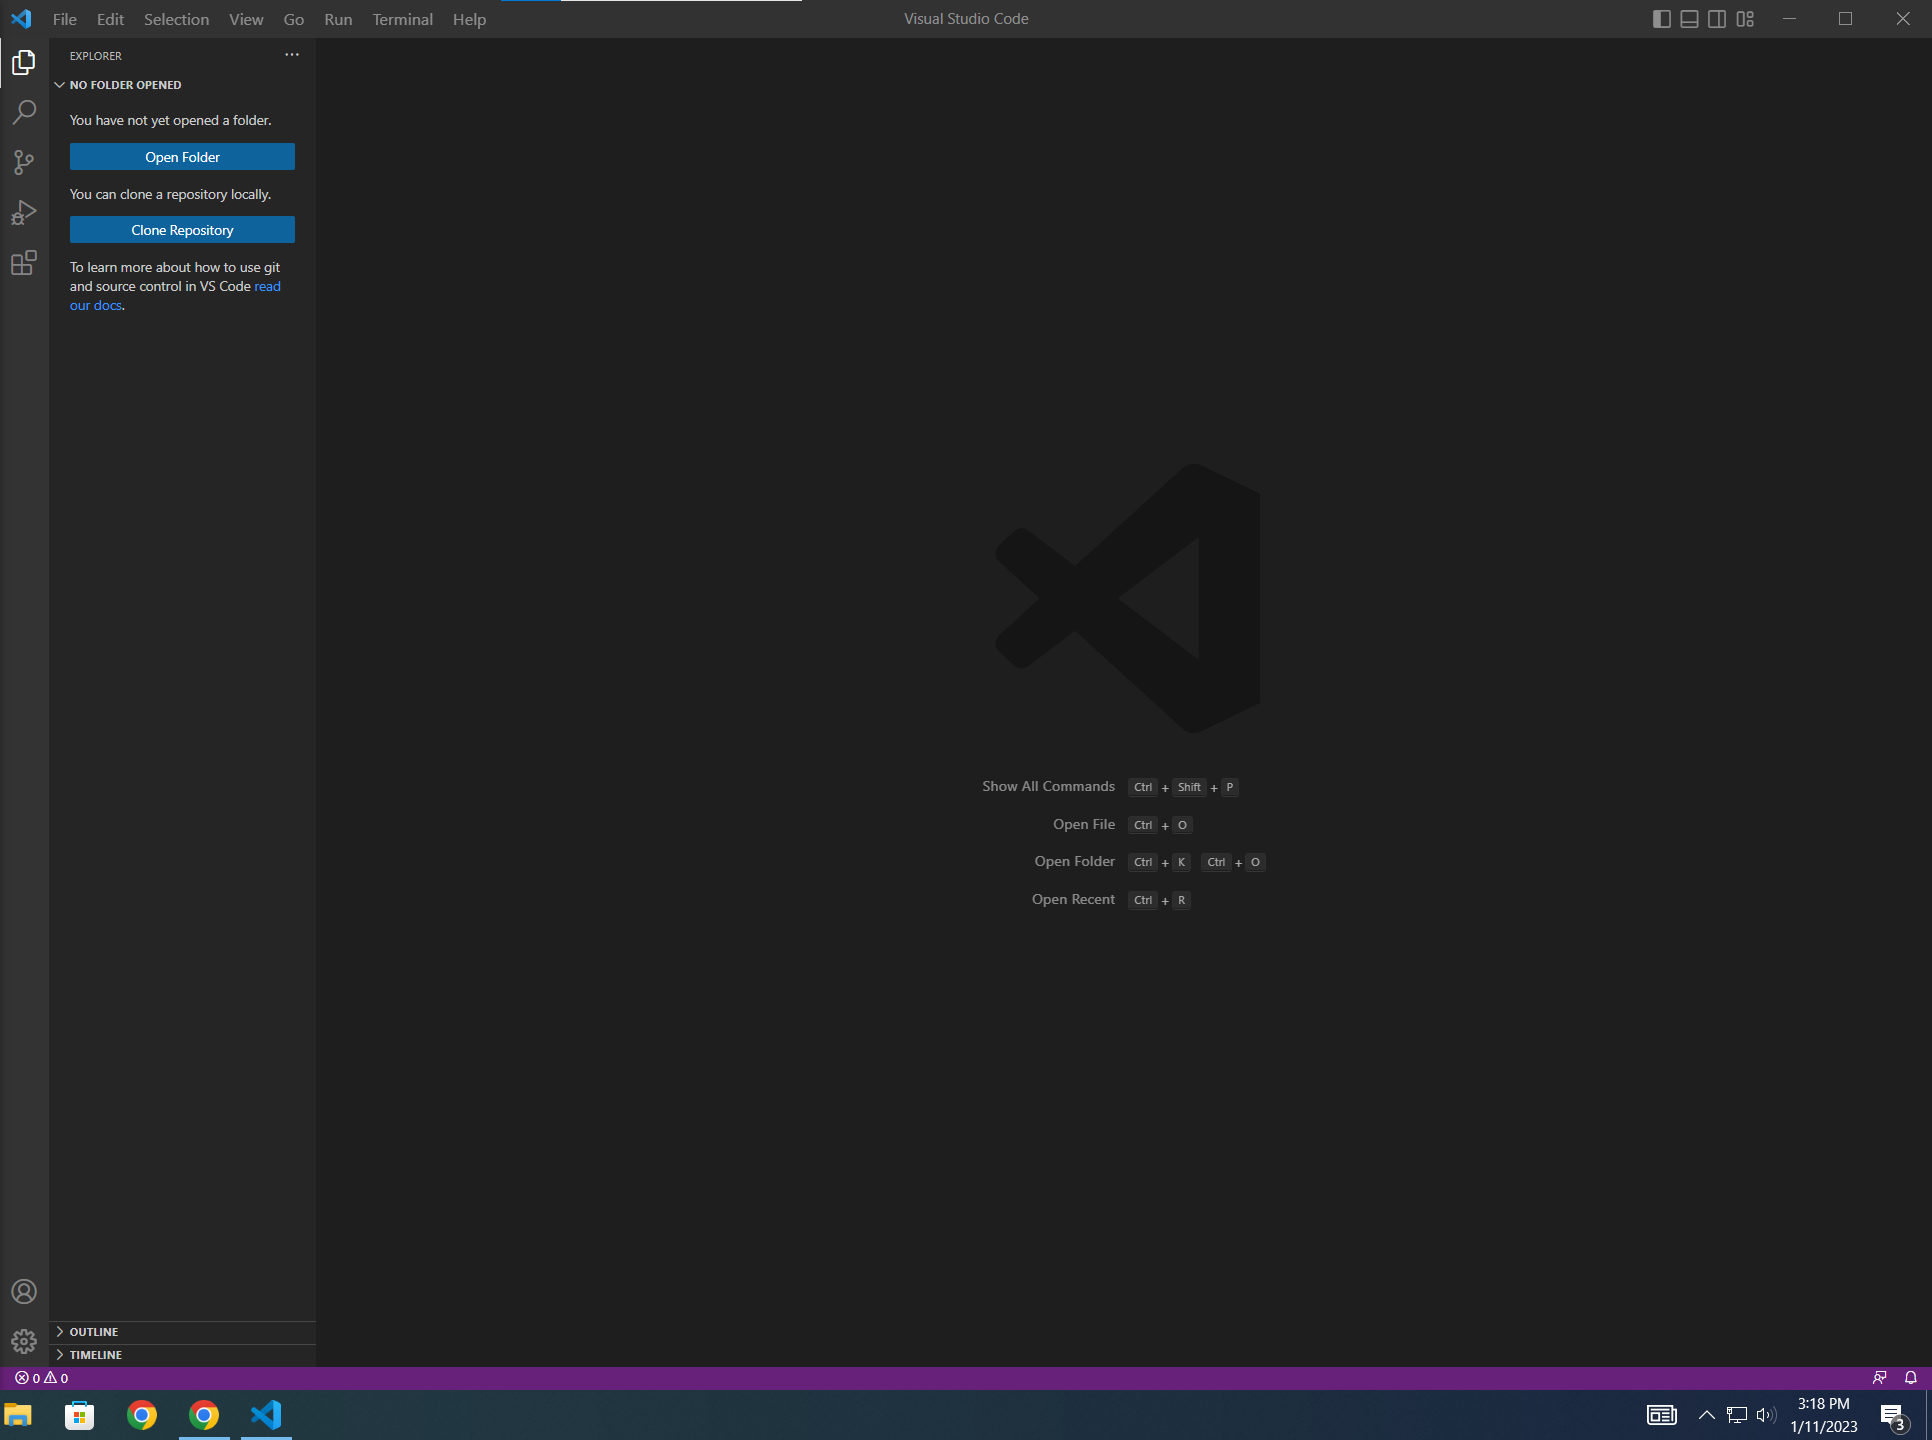 File Edit Selection View Go Run Terminal Help
Visual Studio Code
EXPLORER
NO FOLDER OPENED
You have not yet opened a folder.
Open Folder
You can clone a repository locally.
Clone Repository
To learn more about how to use git
and source control in VS Code read
our docs.
Show All Commands Ctrl + Shift + P
Open File Ctrl + O
Open Folder Ctrl + K Ctrl + O
Open Recent Ctrl + R
OUTLINE
TIMELINE
0 0
3:18 PM
1/11/2023
3